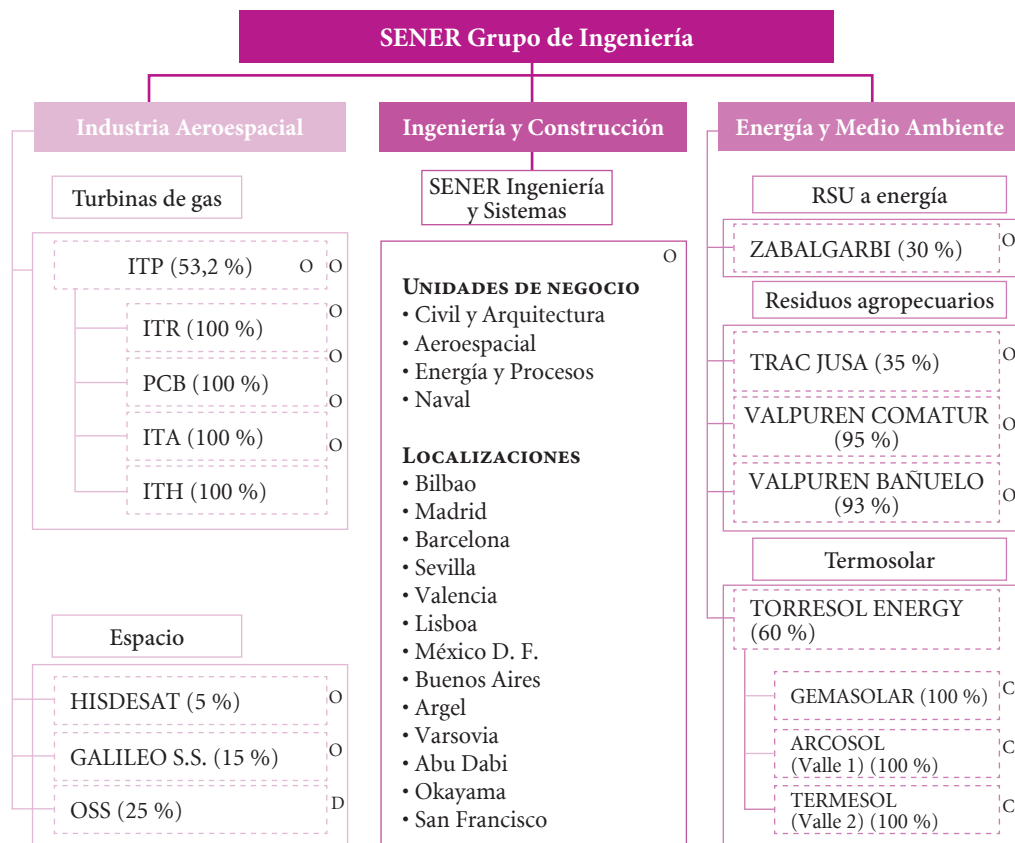 SENER Grupo de Ingeniería
Industria Aeroespacial
Turbinas de gas
ITP (53,2 %) O O
ITR (100 %) O
PCB (100 %) O
ITA (100 %) O
ITH (100 %) O
Espacio
HISDESAT (5 %) O
GALILEO S.S. (15 %) O
OSS (25 %) D
Ingeniería y Construcción
SENER Ingeniería
y Sistemas
O
UNIDADES DE NEGOCIO
• Civil y Arquitectura
• Aeroespacial
• Energía y Procesos
• Naval
LOCALIZACIONES
• Bilbao
• Madrid
• Barcelona
• Sevilla
• Valencia
• Lisboa
• México D. F.
• Buenos Aires
• Argel
• Varsovia
• Abu Dabi
• Okayama
• San Francisco
Energía y Medio Ambiente
RSU a energía
ZABALGARBI (30 %) O
Residuos agropecuarios
TRAC JUSA (35 %) O
VALPUREN COMATUR
(95 %) O
VALPUREN BAÑUELO
(93 %) O
Termosolar
TORRESOL ENERGY
(60 %)
GEMASOLAR (100 %) C
ARCOSOL
(Valle 1) (100 %) C
TERMESOL
(Valle 2) (100 %) C